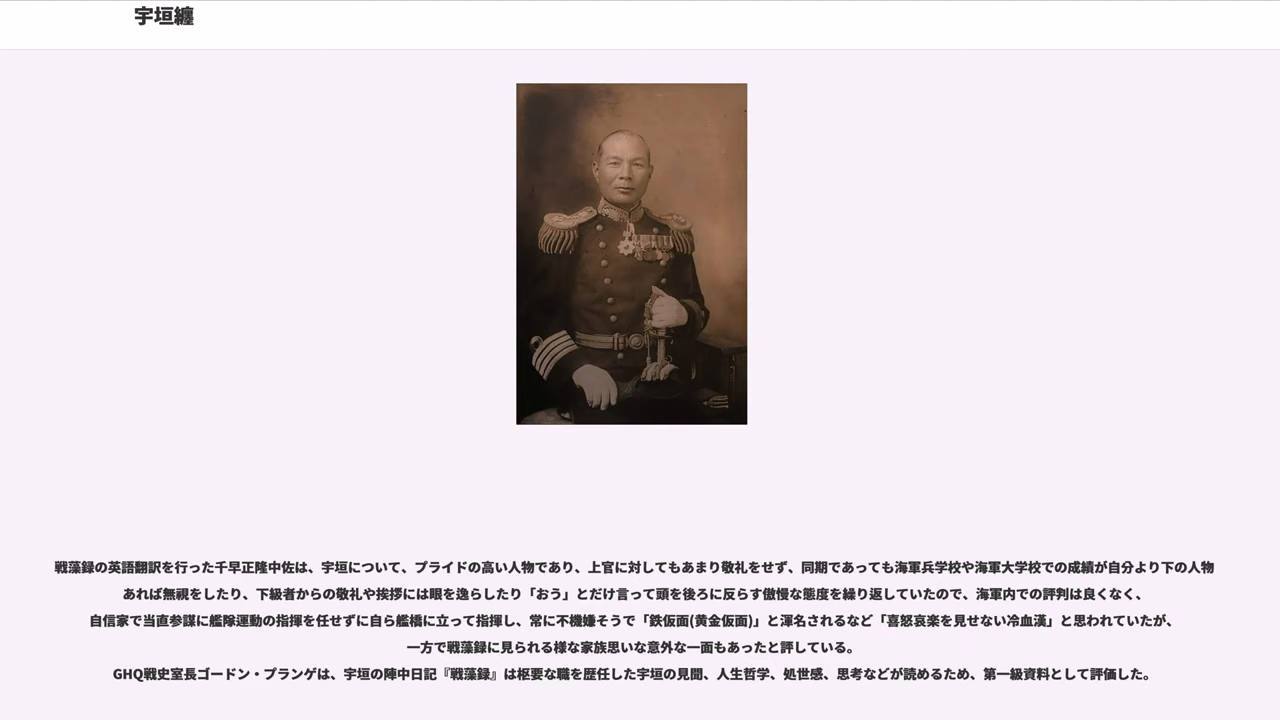 宇垣纏
戦藻録の英語翻訳を行った千早正隆中佐は、宇垣について、プライドの高い人物であり、上官に対してもあまり敬礼をせず、同期であっても海軍兵学校や海軍大学校での成績が自分より下の人物
あれば無視をしたり、下級者からの敬礼や挨拶には眼を逸らしたり「おう」とだけ言って頭を後ろに反らす傲慢な態度を繰り返していたので、海軍内での評判は良くなく、
自信家で当直参謀に艦隊運動の指揮を任せずに自ら艦橋に立って指揮し、常に不機嫌そうで「鉄仮面(黄金仮面)」と渾名されるなど「喜怒哀楽を見せない冷血漢」と思われていたが、
一方で戦藻録に見られる様な家族思いな意外な一面もあったと評している。
GHQ戦史室長ゴードン・プランゲは、宇垣の陣中日記『戦藻録』は枢要な職を歴任した宇垣の見聞、人生哲学、処世感、思考などが読めるため、第一級資料として評価した。